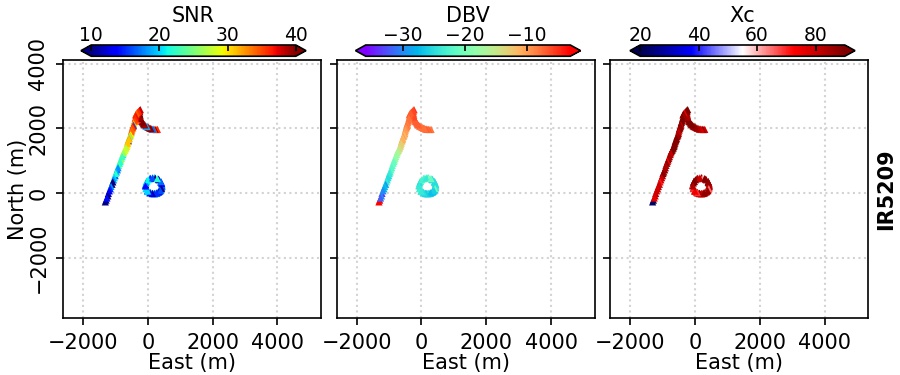 SNR DBV Xc
10 20 30 40 −30 −20 −10 20 40 60 80
4000
2000
0
−2000
North (m)
IR5209
−2000 0 2000 4000 −2000 0 2000 4000 −2000 0 2000 4000
East (m) East (m) East (m)